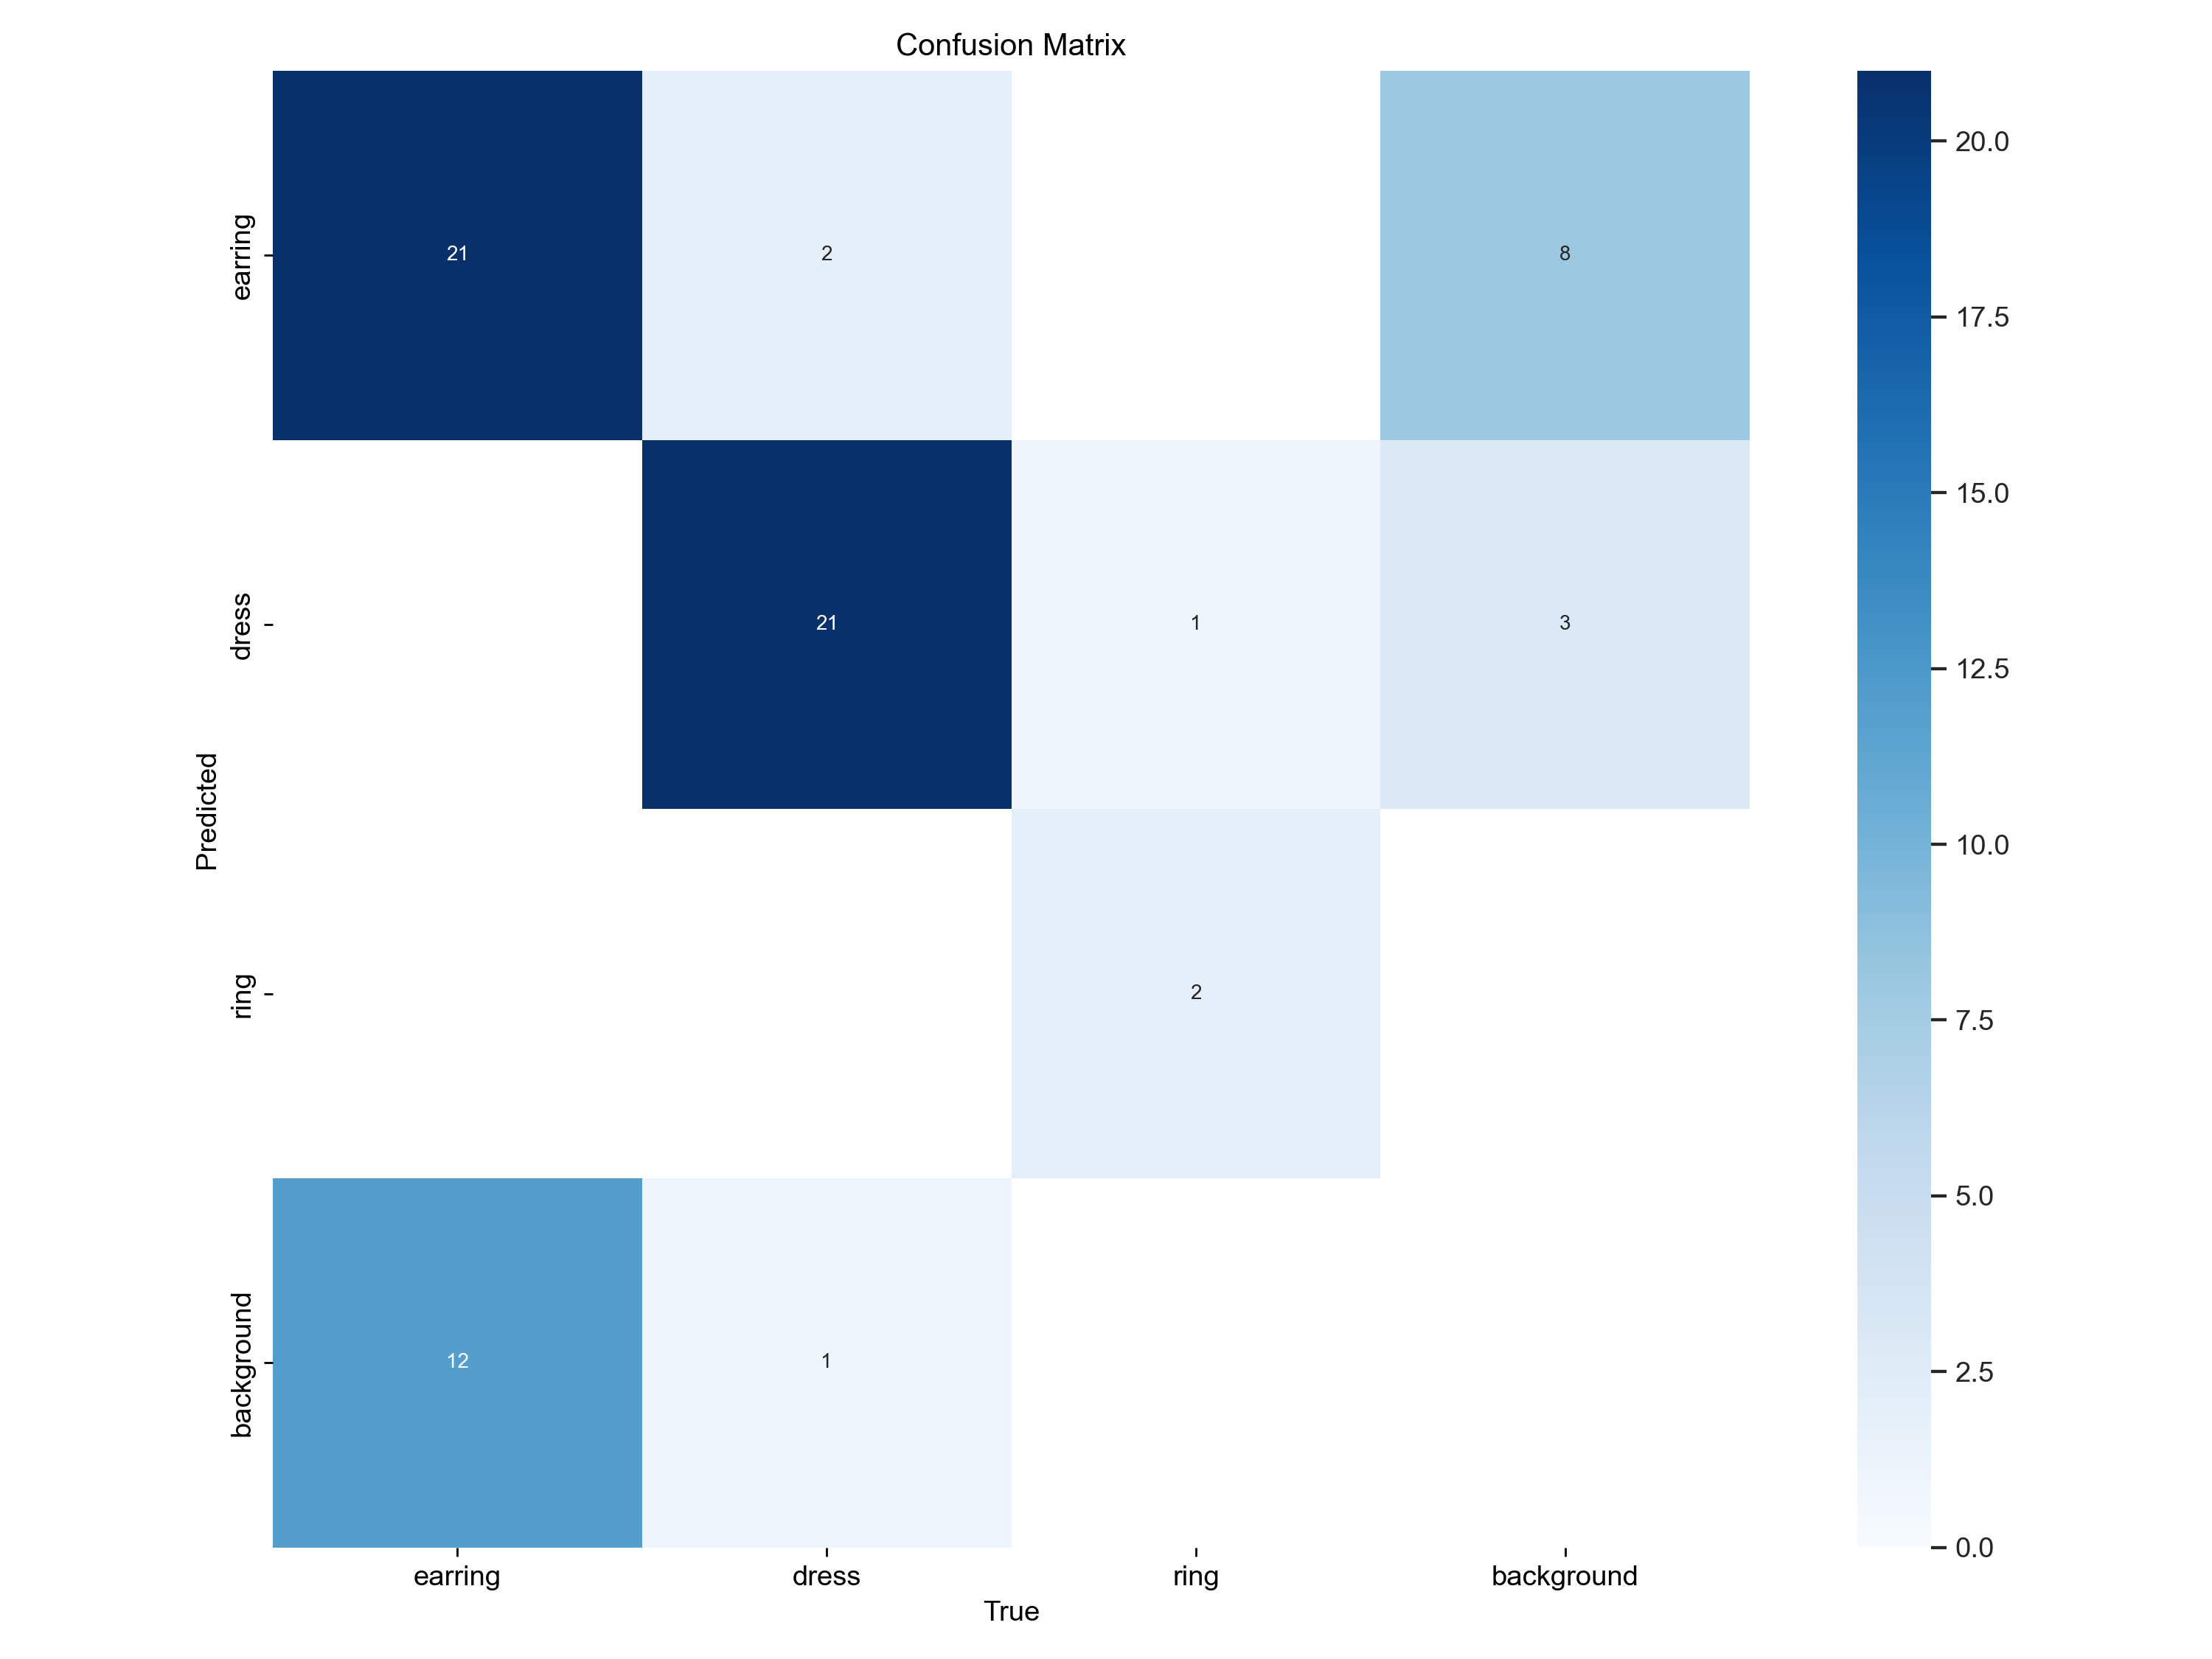 Confusion Matrix
earring
21
2
8
20.0
17.5
dress
21
1
3
15.0
12.5
Predicted
10.0
ring
2
7.5
5.0
background
12
1
2.5
0.0
earring
dress
ring
background
True